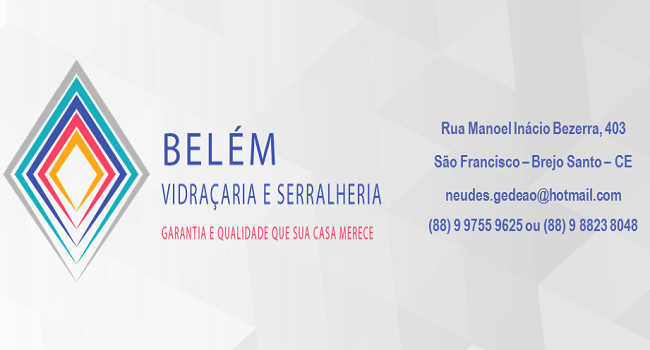 BELÉM
VIDRAÇARIA E SERRALHERIA
GARANTIA E QUALIDADE QUE SUA CASA MERECE
Rua Manoel Inácio Bezerra, 403
São Francisco – Brejo Santo – CE
neudes.gedeao@hotmail.com
(88) 9 9755 9625 ou (88) 9 8823 8048